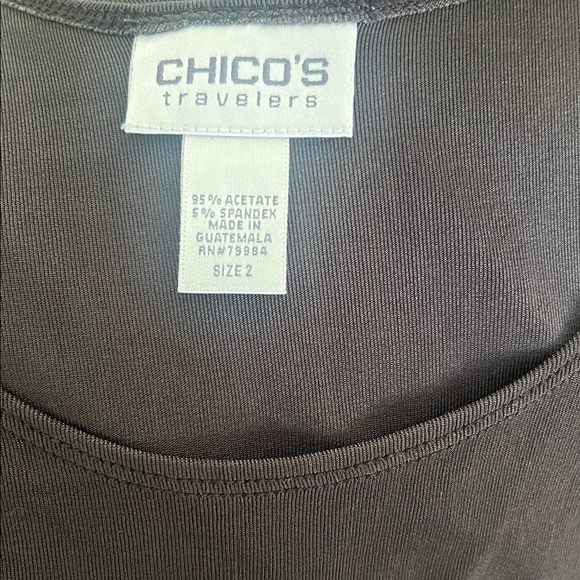 CHICO'S
travelers
95% ACETATE
5% SPANDEX
MADE IN
GUATEMALA
RN#79984
SIZE 2